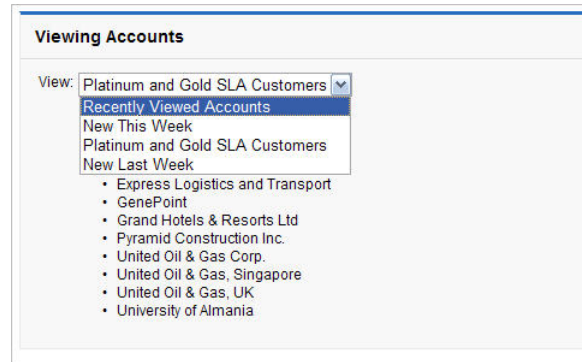 Viewing Accounts
View: Platinum and Gold SLA Customers
Recently Viewed Accounts
New This Week
Platinum and Gold SLA Customers
New Last Week
• Express Logistics and Transport
• GenePoint
• Grand Hotels & Resorts Ltd
• Pyramid Construction Inc.
• United Oil & Gas Corp.
• United Oil & Gas, Singapore
• United Oil & Gas, UK
• University of Almania